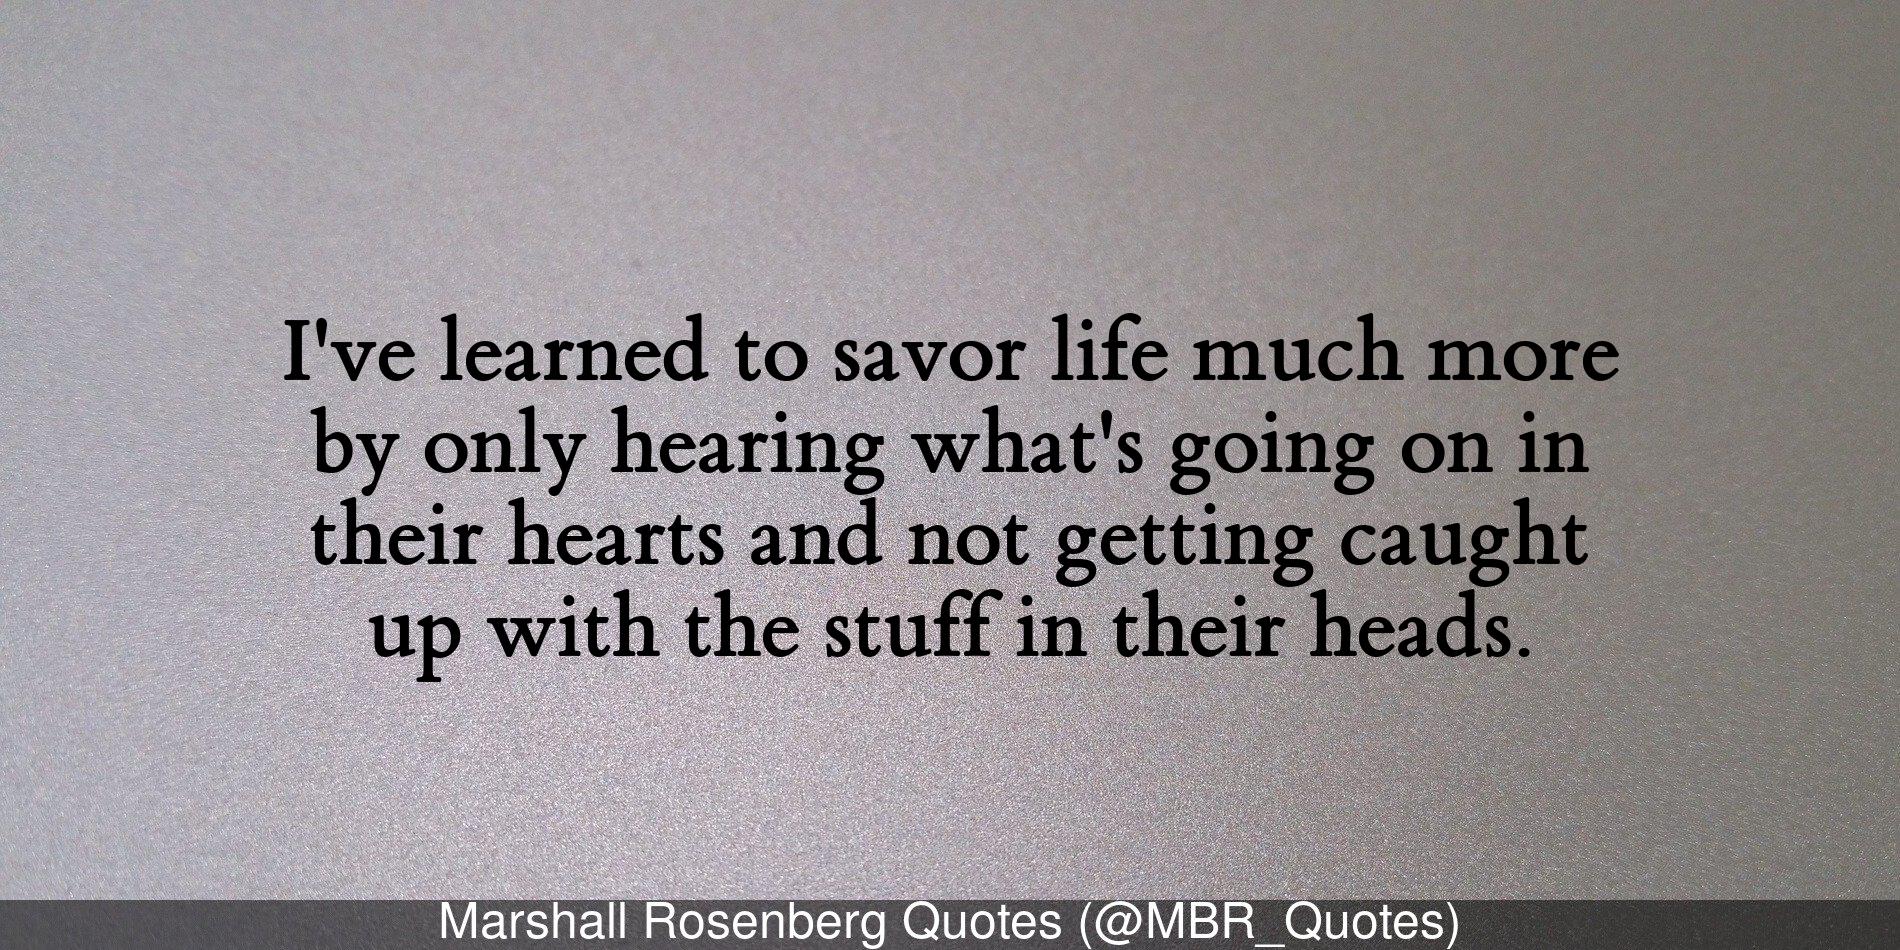 I've learned to savor life much more
by only hearing what's going on in
their hearts and not getting caught
up with the stuff in their heads.
Marshall Rosenberg Quotes (@MBR_Quotes)